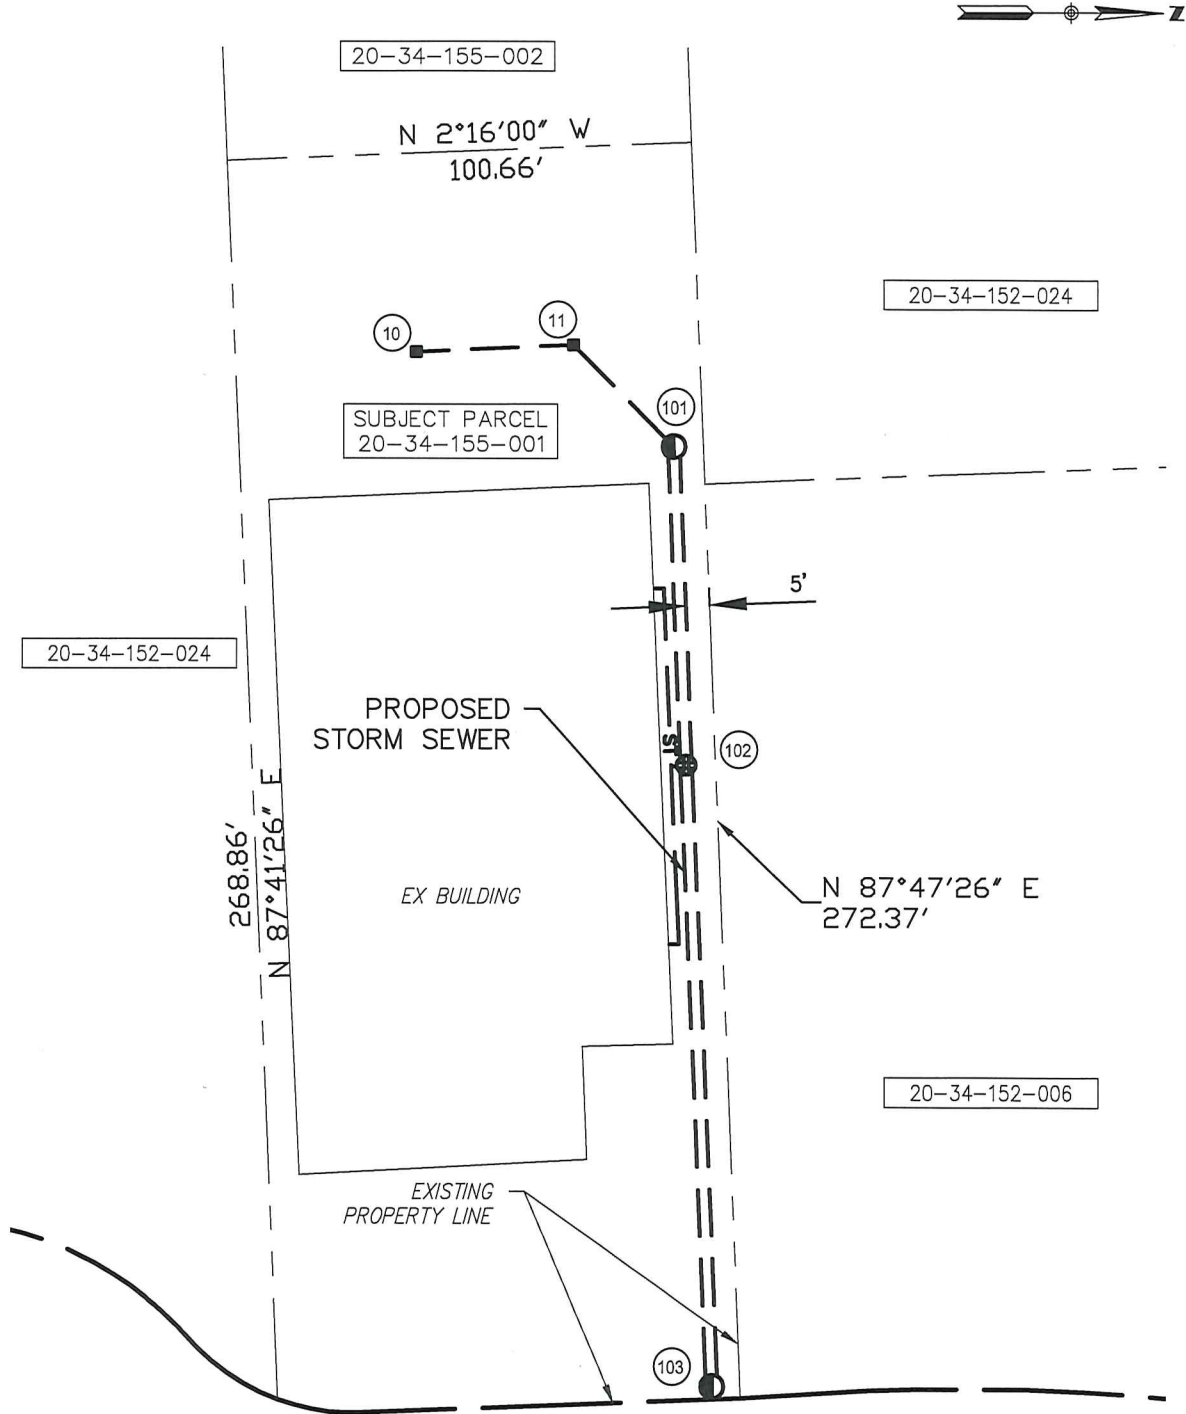 Z
20-34-155-002
N 2°16'00" W
100.66'
20-34-152-024
10
11
101
SUBJECT PARCEL
20-34-155-001
5'
20-34-152-024
PROPOSED
STORM SEWER
ST
102
268.86'
N 87°41'26" E
EX BUILDING
N 87°47'26" E
272.37'
20-34-152-006
EXISTING
PROPERTY LINE
103